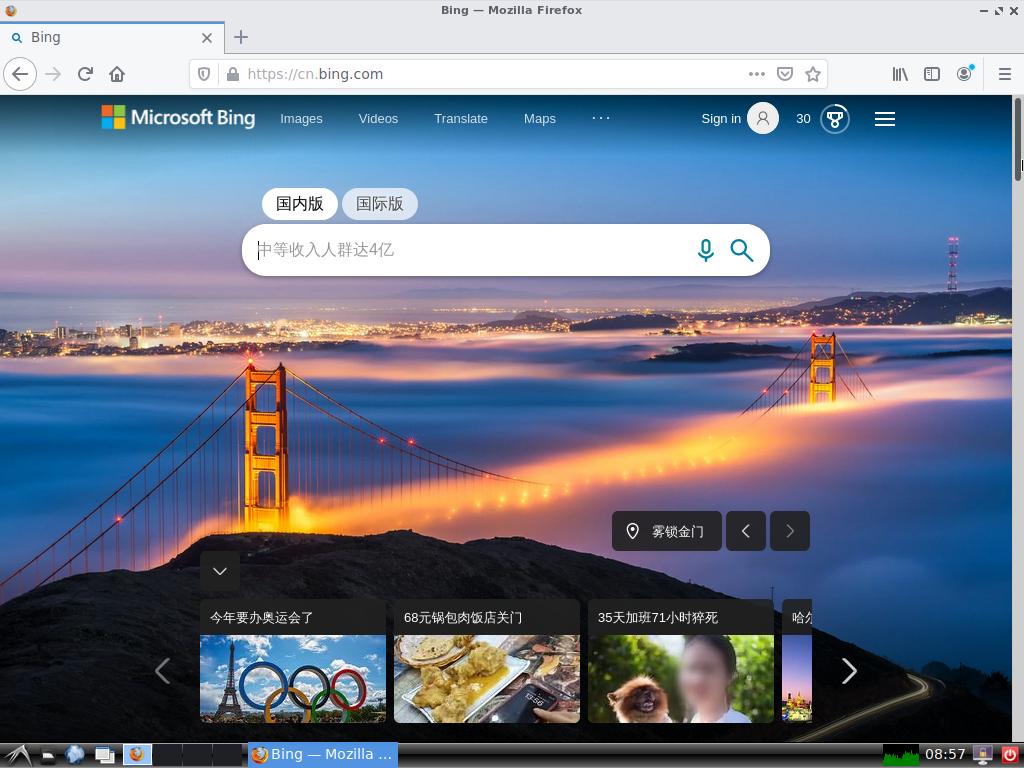 Bing — Mozilla Firefox
Bing
https://cn.bing.com
Microsoft Bing Images Videos Translate Maps ··· Sign in 30
国内版 国际版
中等收入人群达4亿
雾锁金门
今年要办奥运会了 68元锅包肉饭店关门 35天加班71小时猝死 哈尔
Bing — Mozilla ... 08:57